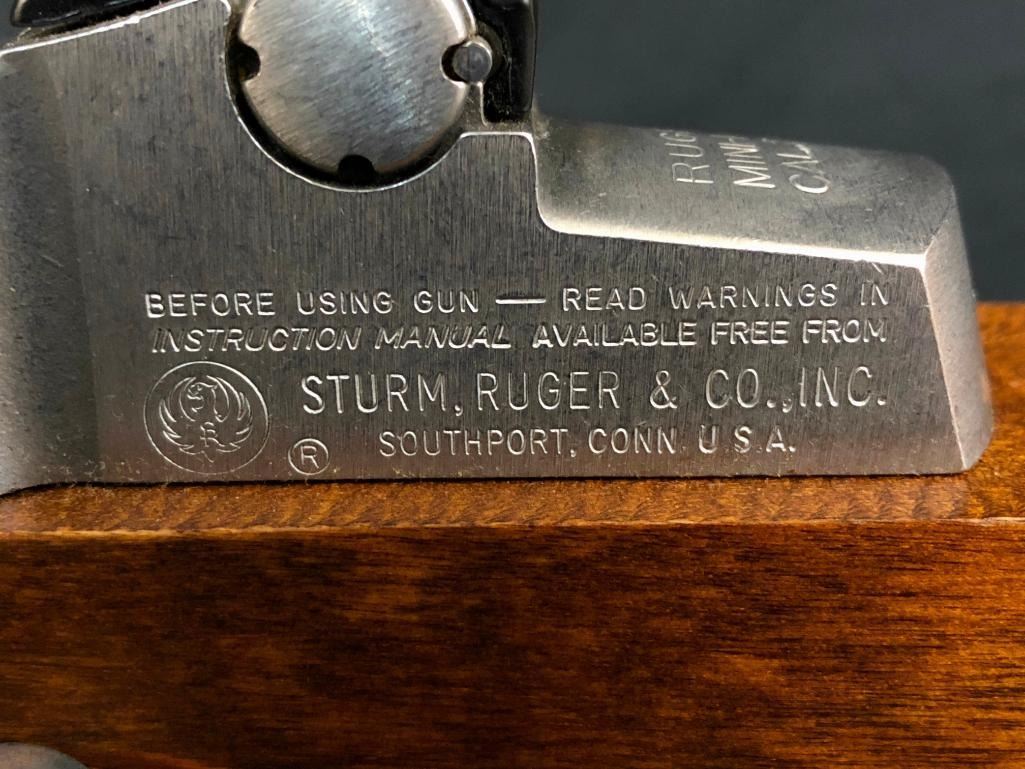 BEFORE USING GUN — READ WARNINGS IN
INSTRUCTION MANUAL AVAILABLE FREE FROM
STURM, RUGER & CO., INC.
® SOUTHPORT, CONN. U.S.A.
R